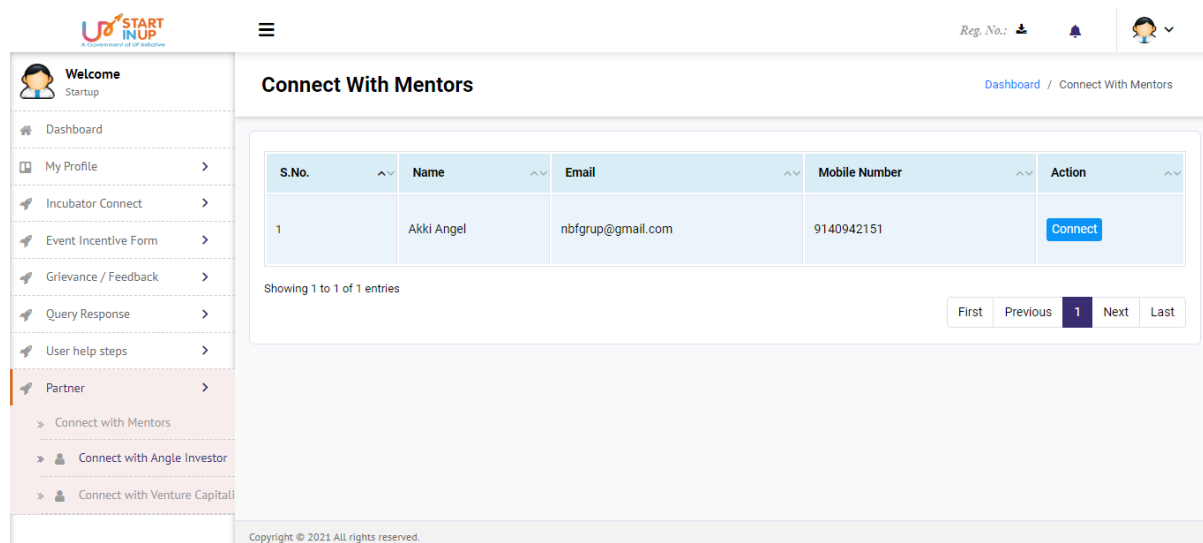 UP START IN UP
A Government of UP Initiative
Reg. No.:
Welcome
Startup
Dashboard
My Profile
Incubator Connect
Event Incentive Form
Grievance / Feedback
Query Response
User help steps
Partner
Connect with Mentors
Connect with Angle Investor
Connect with Venture Capitali
Connect With Mentors
Dashboard / Connect With Mentors
S.No. Name Email Mobile Number Action
1 Akki Angel nbfgrup@gmail.com 9140942151 Connect
Showing 1 to 1 of 1 entries
First Previous 1 Next Last
Copyright © 2021 All rights reserved.